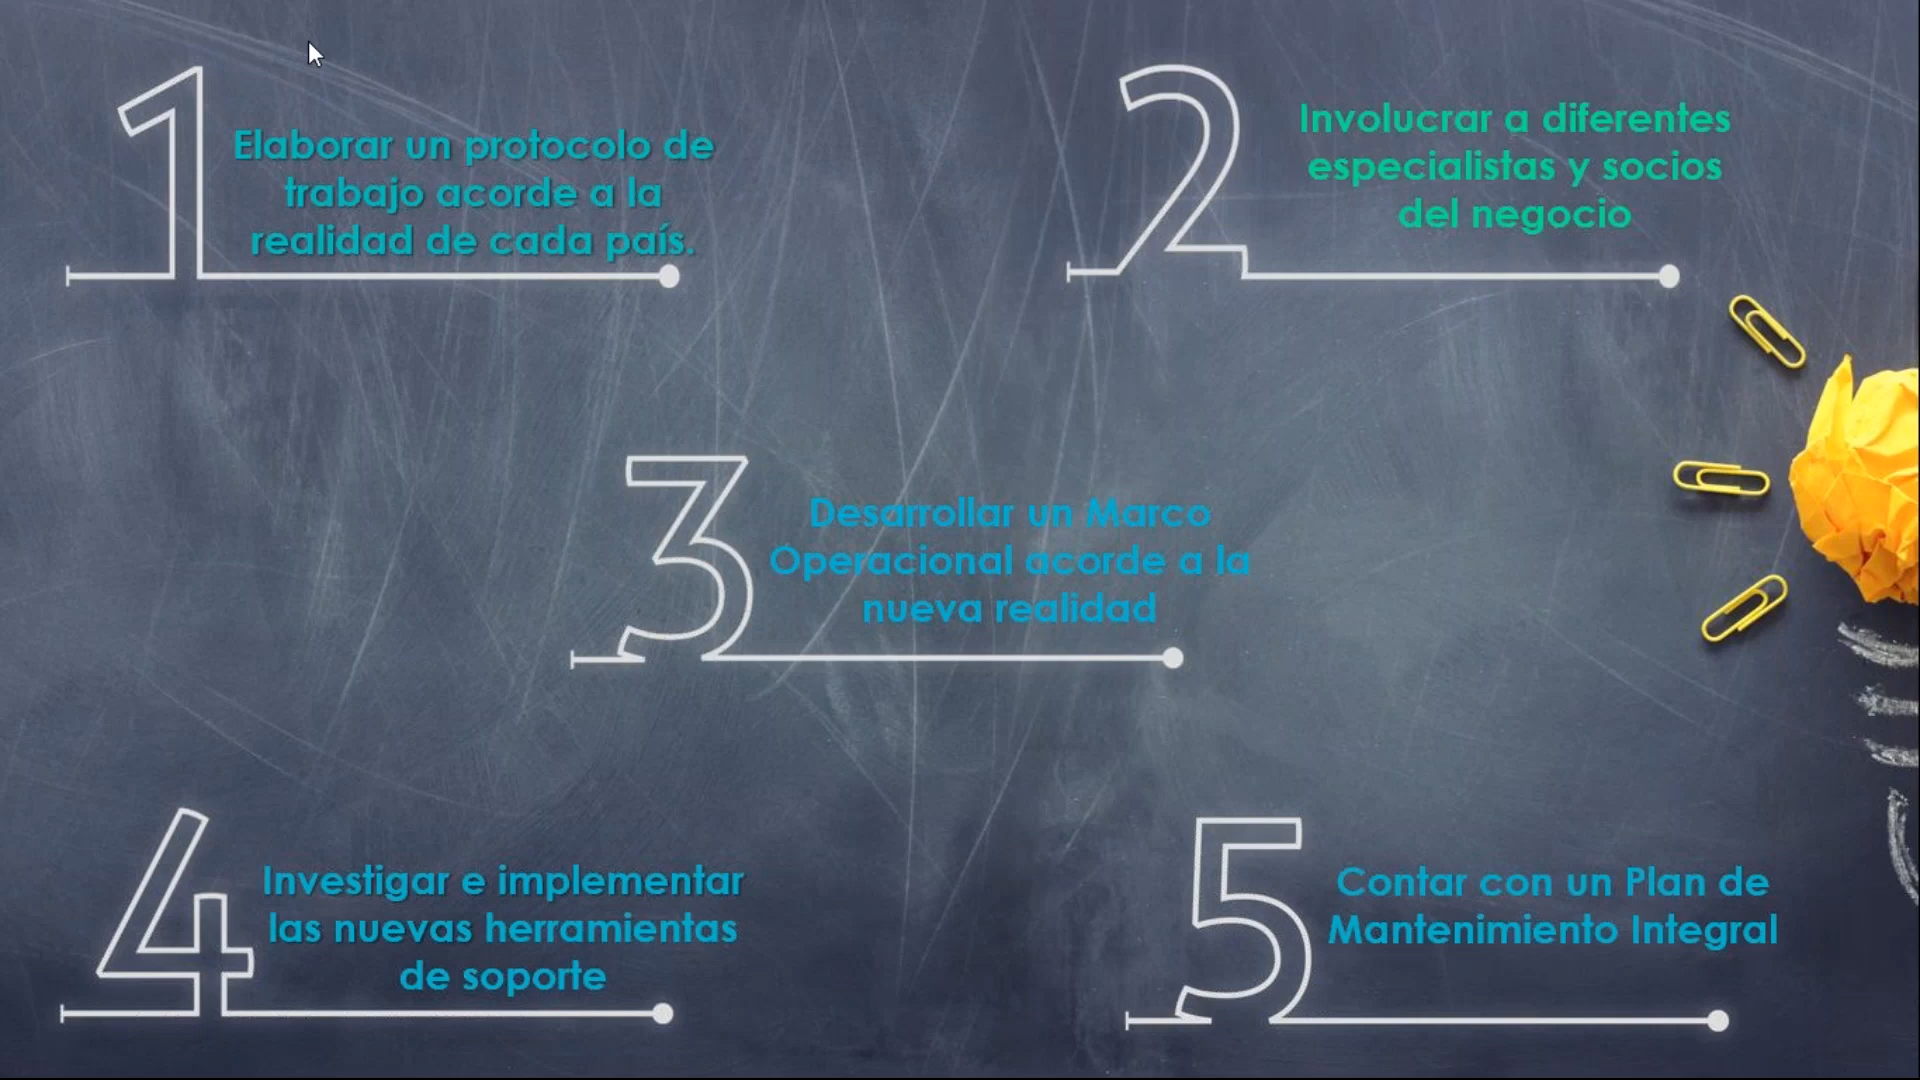 1
Elaborar un protocolo de
trabajo acorde a la
realidad de cada país.
2
Involucrar a diferentes
especialistas y socios
del negocio
3
Desarrollar un Marco
Operacional acorde a la
nueva realidad
4
Investigar e implementar
las nuevas herramientas
de soporte
5
Contar con un Plan de
Mantenimiento Integral